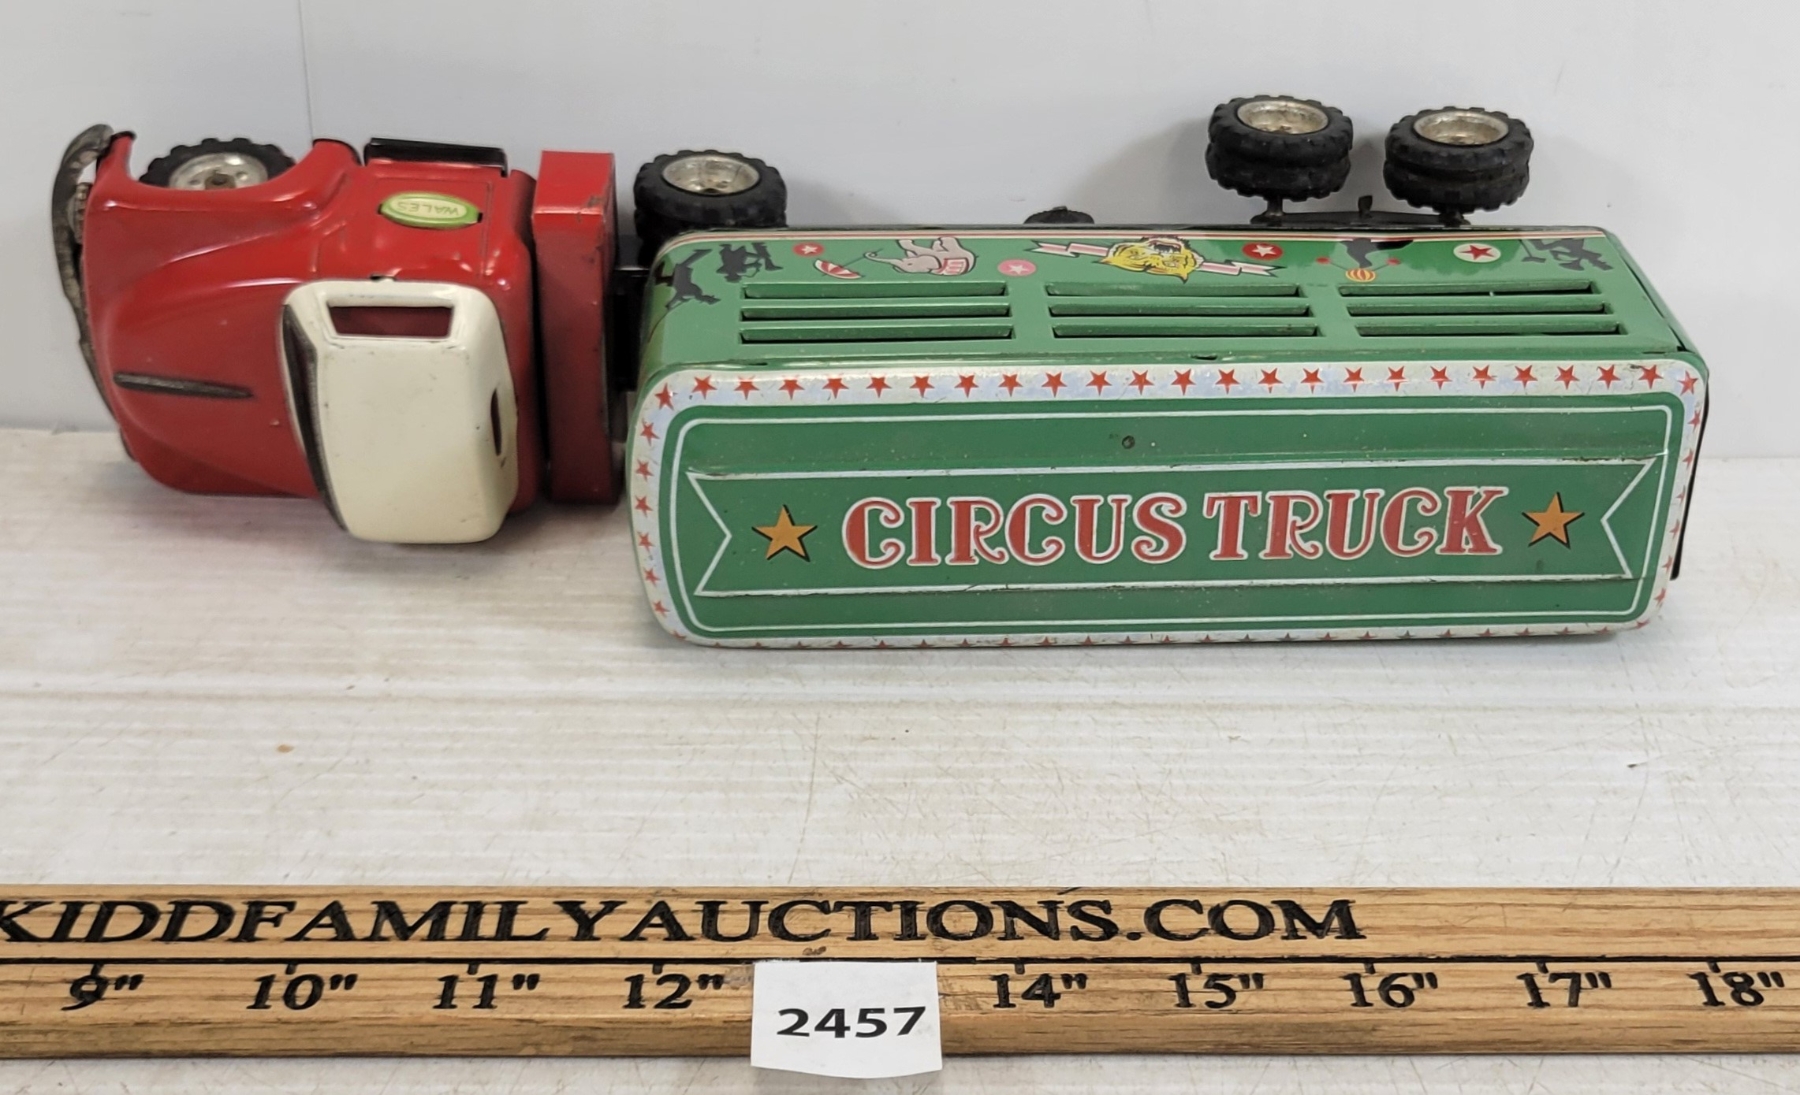 WALES
CIRCUS TRUCK
KIDDFAMILYAUCTIONS.COM
9" 10" 11" 12" 14" 15" 16" 17" 18"
2457